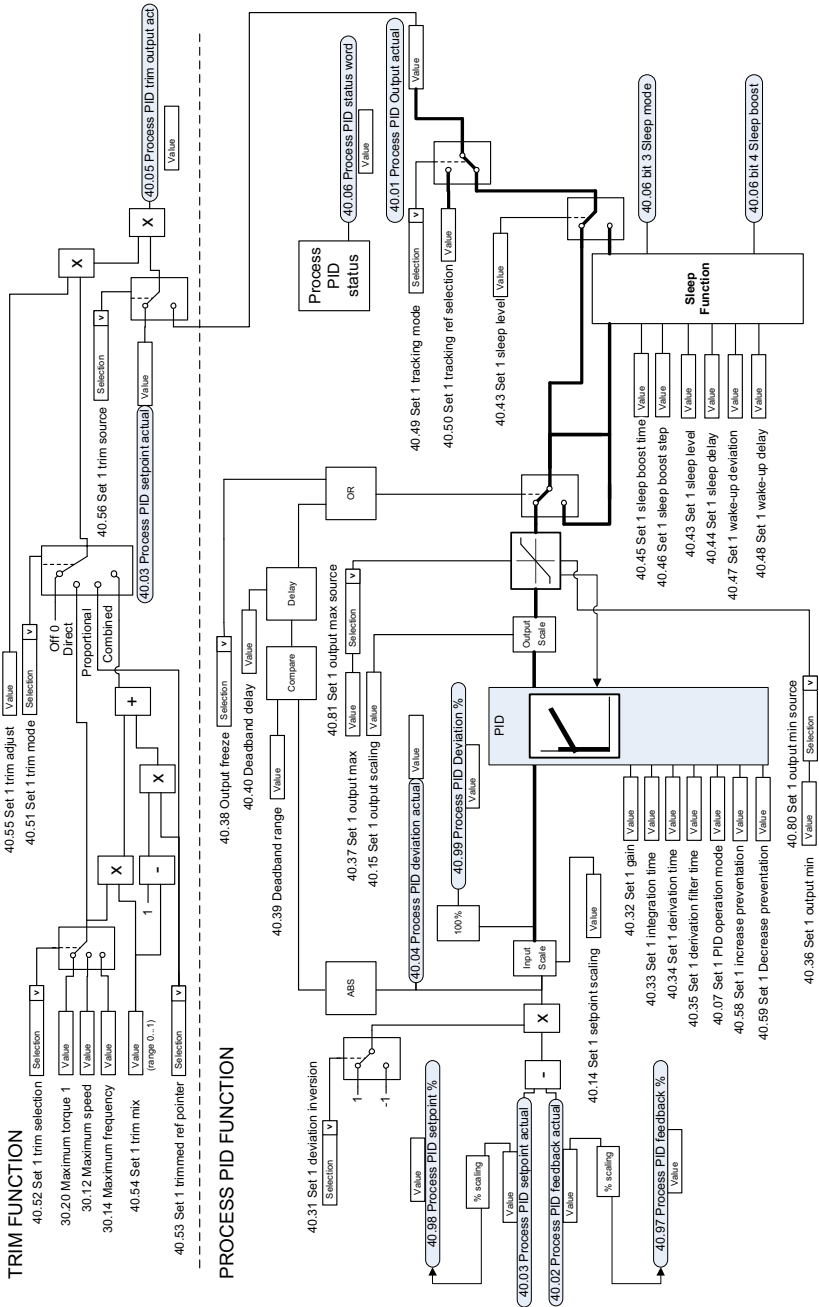 TRIM FUNCTION
40.55 Set 1 trim adjust Value
40.51 Set 1 trim mode Selection v
40.52 Set 1 trim selection Selection v
30.20 Maximum torque 1 Value
30.12 Maximum speed Value
30.14 Maximum frequency Value
40.54 Set 1 trim mix Value
(range 0...1)
40.53 Set 1 trimmed ref pointer Selection v
1
-
X
X
+
Off 0
Direct
Proportional
Combined
40.56 Set 1 trim source Selection v
40.03 Process PID setpoint actual Value
X
X
40.05 Process PID trim output act
Value
PROCESS PID FUNCTION
40.38 Output freeze Selection v
40.40 Deadband delay Value
40.39 Deadband range Value
Compare
Delay
OR
ABS
40.31 Set 1 deviation inversion
Selection v
1
-1
40.04 Process PID deviation actual Value
40.37 Set 1 output max Value
40.81 Set 1 output max source
Selection v
40.15 Set 1 output scaling Value
40.98 Process PID setpoint %
Value
% scaling
40.03 Process PID setpoint actual
Value
40.02 Process PID feedback actual
Value
% scaling
40.97 Process PID feedback %
Value
-
X
Input
Scale
40.14 Set 1 setpoint scaling
Value
100%
40.99 Process PID Deviation %
Value
PID
Output
Scale
40.32 Set 1 gain Value
40.33 Set 1 integration time Value
40.34 Set 1 derivation time Value
40.35 Set 1 derivation filter time Value
40.07 Set 1 PID operation mode Value
40.58 Set 1 increase preventation Value
40.59 Set 1 Decrease preventation Value
40.36 Set 1 output min Value
40.80 Set 1 output min source
Selection v
Process
PID
status
40.06 Process PID status word
Value
40.49 Set 1 tracking mode Selection v
40.50 Set 1 tracking ref selection Value
40.43 Set 1 sleep level Value
40.01 Process PID Output actual
Value
Sleep
Function
40.45 Set 1 sleep boost time Value
40.46 Set 1 sleep boost step Value
40.43 Set 1 sleep level Value
40.44 Set 1 sleep delay Value
40.47 Set 1 wake-up deviation Value
40.48 Set 1 wake-up delay Value
40.06 bit 3 Sleep mode
40.06 bit 4 Sleep boost